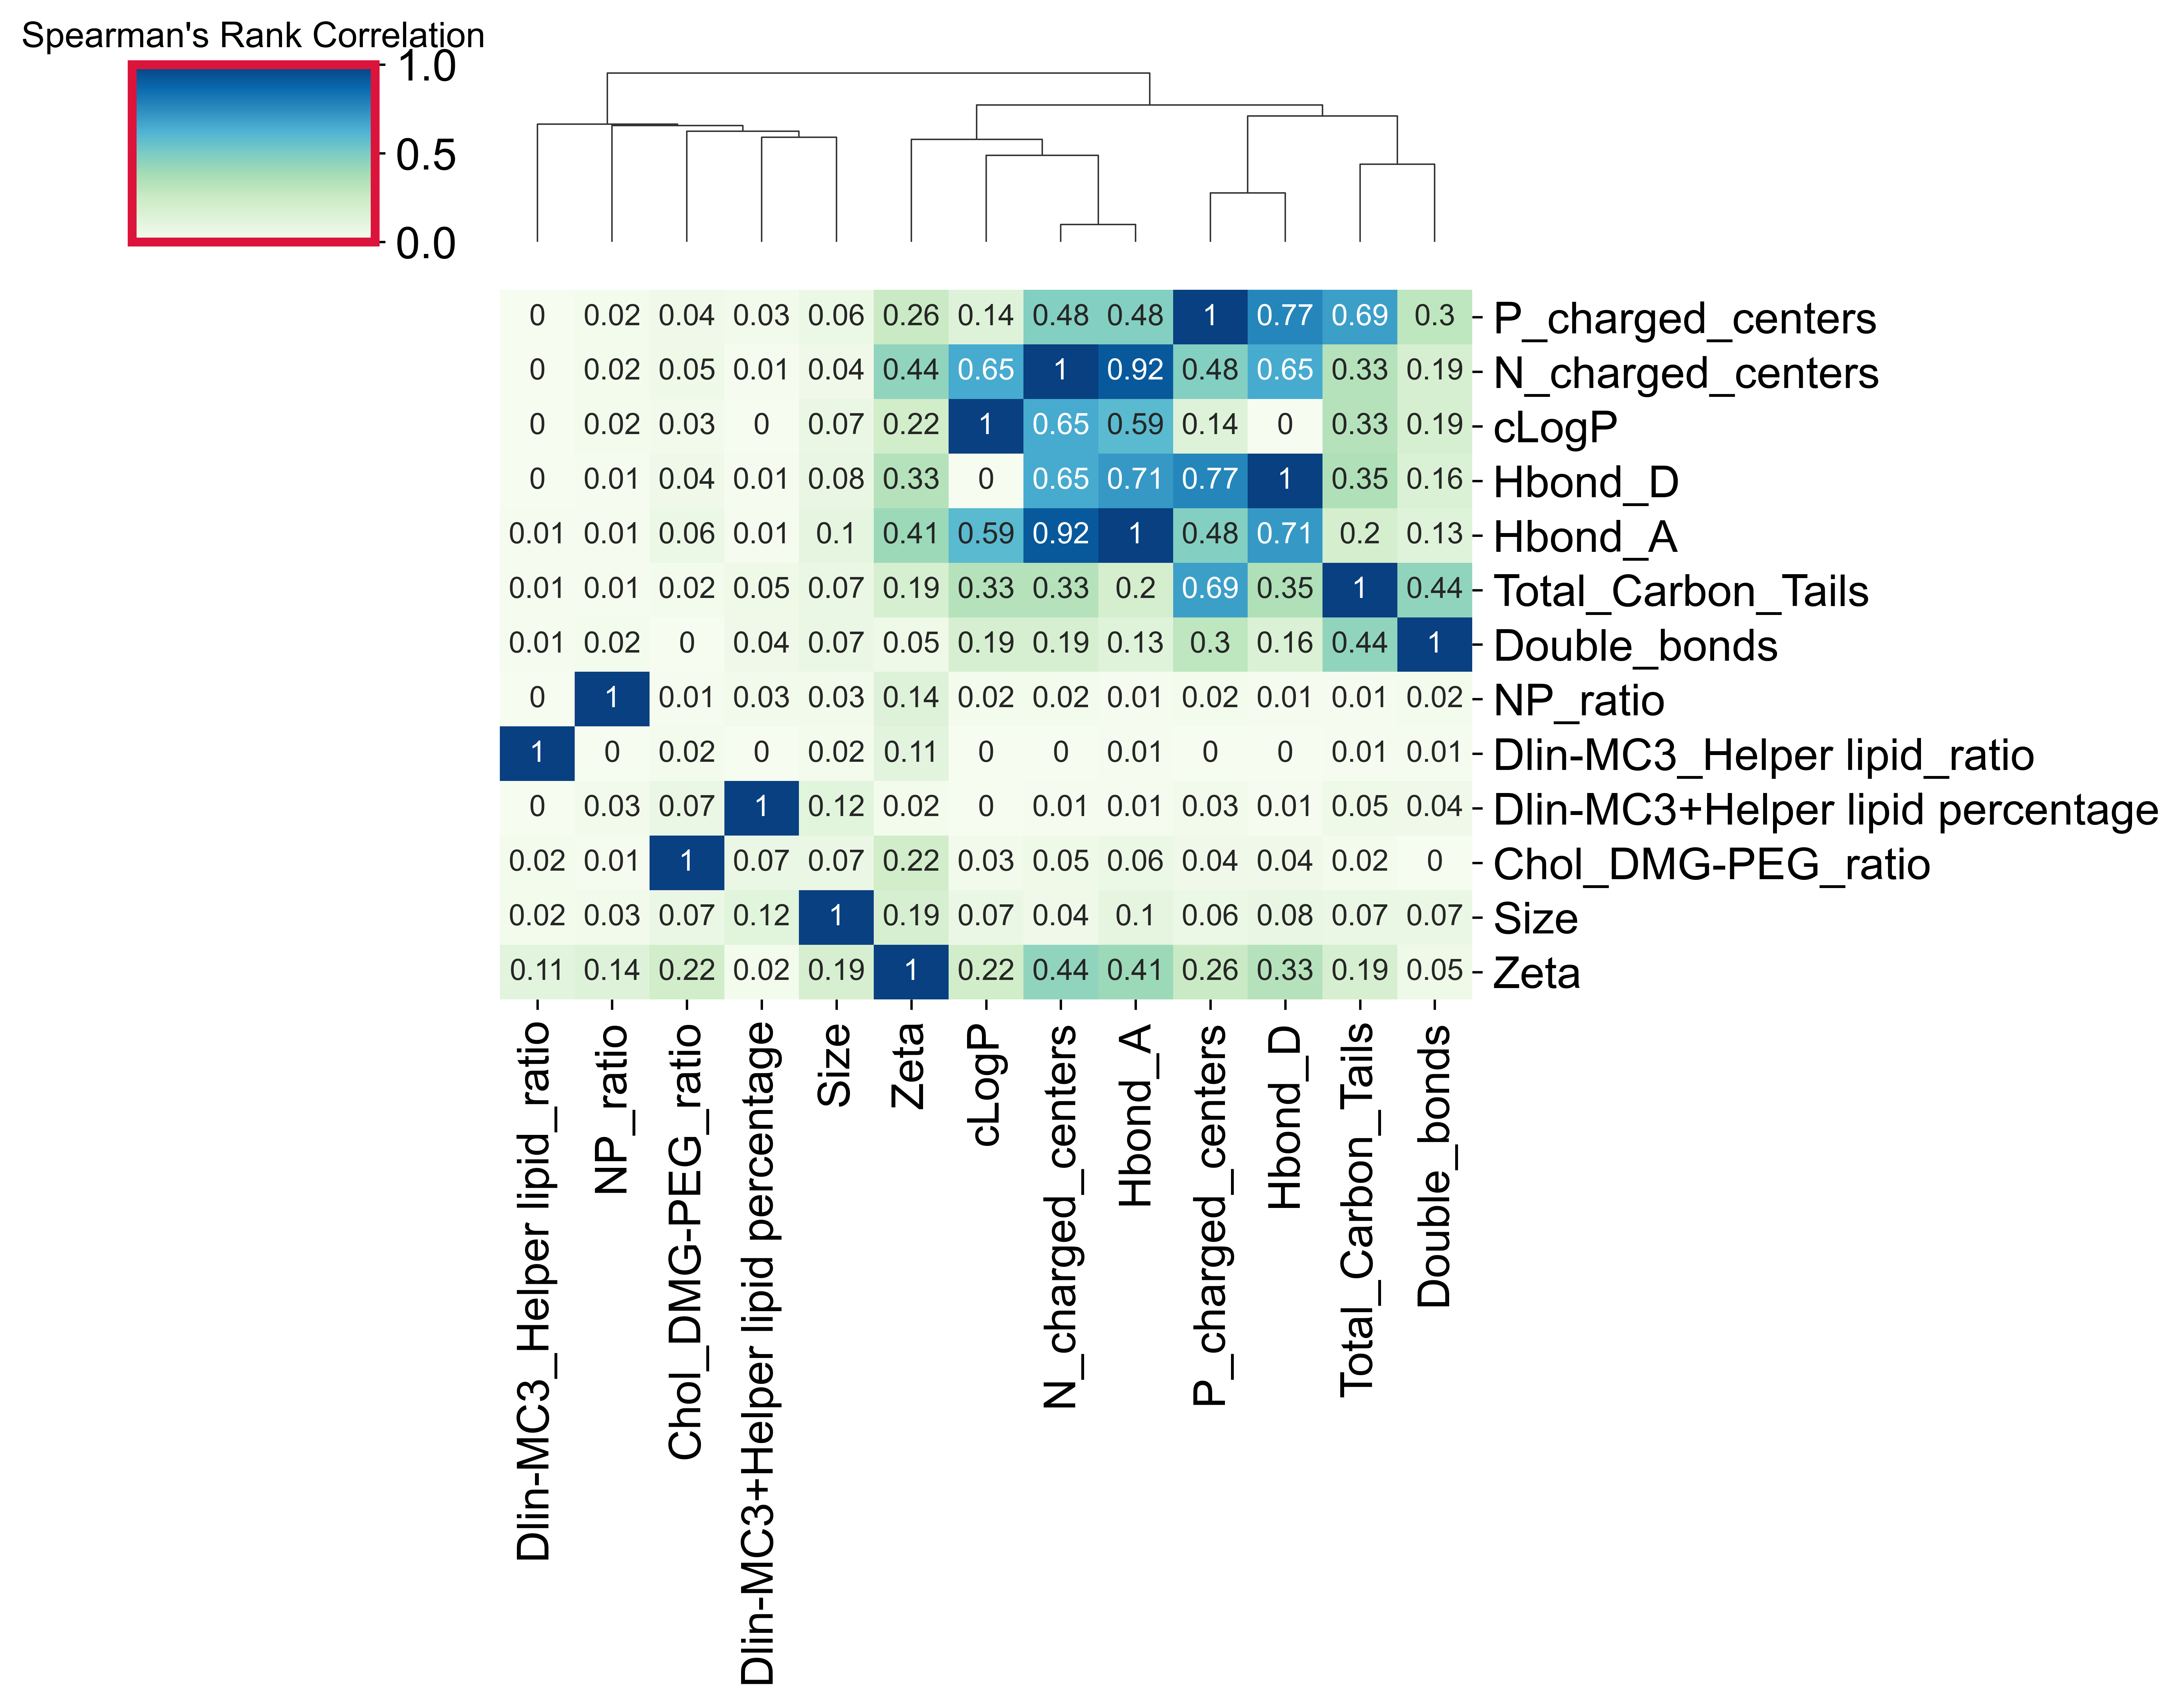 Spearman's Rank Correlation
1.0
0.5
0.0
0 0.02 0.04 0.03 0.06 0.26 0.14 0.48 0.48 1 0.77 0.69 0.3 P_charged_centers
0 0.02 0.05 0.01 0.04 0.44 0.65 1 0.92 0.48 0.65 0.33 0.19 N_charged_centers
0 0.02 0.03 0 0.07 0.22 1 0.65 0.59 0.14 0 0.33 0.19 cLogP
0 0.01 0.04 0.01 0.08 0.33 0 0.65 0.71 0.77 1 0.35 0.16 Hbond_D
0.01 0.01 0.06 0.01 0.1 0.41 0.59 0.92 1 0.48 0.71 0.2 0.13 Hbond_A
0.01 0.01 0.02 0.05 0.07 0.19 0.33 0.33 0.2 0.69 0.35 1 0.44 Total_Carbon_Tails
0.01 0.02 0 0.04 0.07 0.05 0.19 0.19 0.13 0.3 0.16 0.44 1 Double_bonds
0 1 0.01 0.03 0.03 0.14 0.02 0.02 0.01 0.02 0.01 0.01 0.02 NP_ratio
1 0 0.02 0 0.02 0.11 0 0 0.01 0 0 0.01 0.01 Dlin-MC3_Helper lipid_ratio
0 0.03 0.07 1 0.12 0.02 0 0.01 0.01 0.03 0.01 0.05 0.04 Dlin-MC3+Helper lipid percentage
0.02 0.01 1 0.07 0.07 0.22 0.03 0.05 0.06 0.04 0.04 0.02 0 Chol_DMG-PEG_ratio
0.02 0.03 0.07 0.12 1 0.19 0.07 0.04 0.1 0.06 0.08 0.07 0.07 Size
0.11 0.14 0.22 0.02 0.19 1 0.22 0.44 0.41 0.26 0.33 0.19 0.05 Zeta
Dlin-MC3_Helper lipid_ratio
NP_ratio
Chol_DMG-PEG_ratio
Dlin-MC3+Helper lipid percentage
Size
Zeta
cLogP
N_charged_centers
Hbond_A
P_charged_centers
Hbond_D
Total_Carbon_Tails
Double_bonds